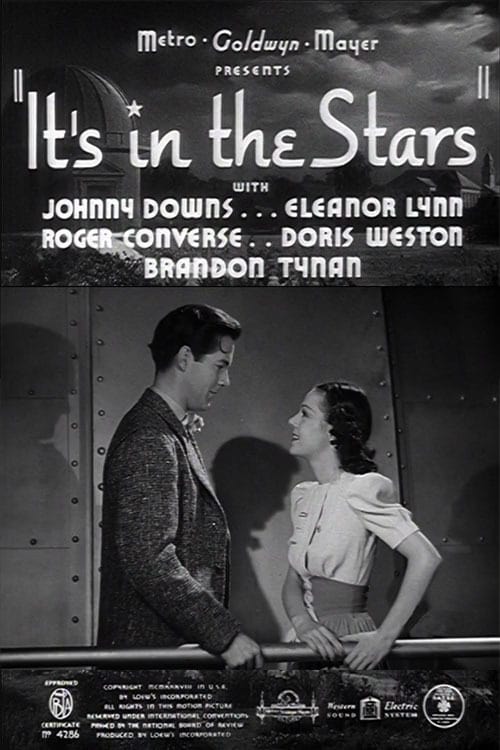 Metro · Goldwyn · Mayer
PRESENTS
"It's in the Stars"
WITH
JOHNNY DOWNS... ELEANOR LYNN
ROGER CONVERSE.. DORIS WESTON
BRANDON TYNAN
APPROVED
CERTIFICATE
Nº 4286
COPYRIGHT MCMXXXVIII IN U.S.A.
BY LOEW'S INCORPORATED
ALL RIGHTS IN THIS MOTION PICTURE
RESERVED UNDER INTERNATIONAL CONVENTIONS
PASSED BY THE NATIONAL BOARD OF REVIEW
PRODUCED BY LOEW'S INCORPORATED
Western Electric
SOUND SYSTEM